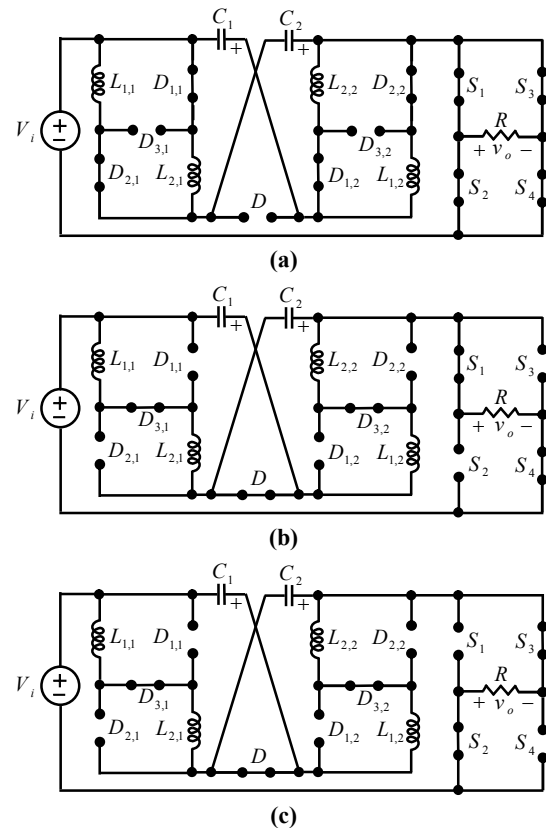 C₁ C₂
+ +
L₁,₁ D₁,₁ L₂,₂ D₂,₂ S₁ S₃
Vᵢ + − D₃,₁ D₃,₂ R
+ vₒ −
D₂,₁ L₂,₁ D D₁,₂ L₁,₂ S₂ S₄
(a)
C₁ C₂
+ +
L₁,₁ D₁,₁ L₂,₂ D₂,₂ S₁ S₃
Vᵢ + − D₃,₁ D₃,₂ R
+ vₒ −
D₂,₁ L₂,₁ D D₁,₂ L₁,₂ S₂ S₄
(b)
C₁ C₂
+ +
L₁,₁ D₁,₁ L₂,₂ D₂,₂ S₁ S₃
Vᵢ + − D₃,₁ D₃,₂ R
+ vₒ −
D₂,₁ L₂,₁ D D₁,₂ L₁,₂ S₂ S₄
(c)